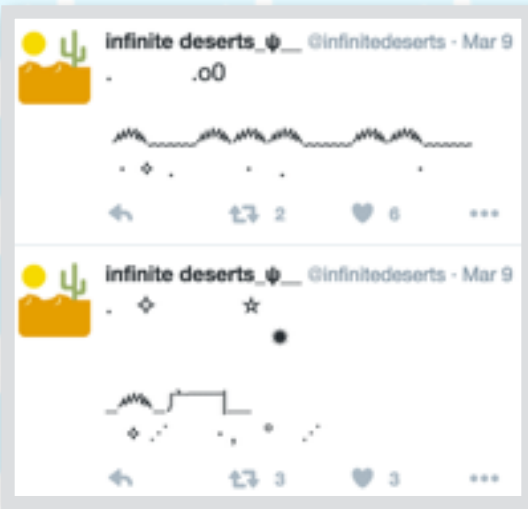 infinite deserts_ψ__ @infinitedeserts · Mar 9
. .o0
2 6
infinite deserts_ψ__ @infinitedeserts · Mar 9
3 3